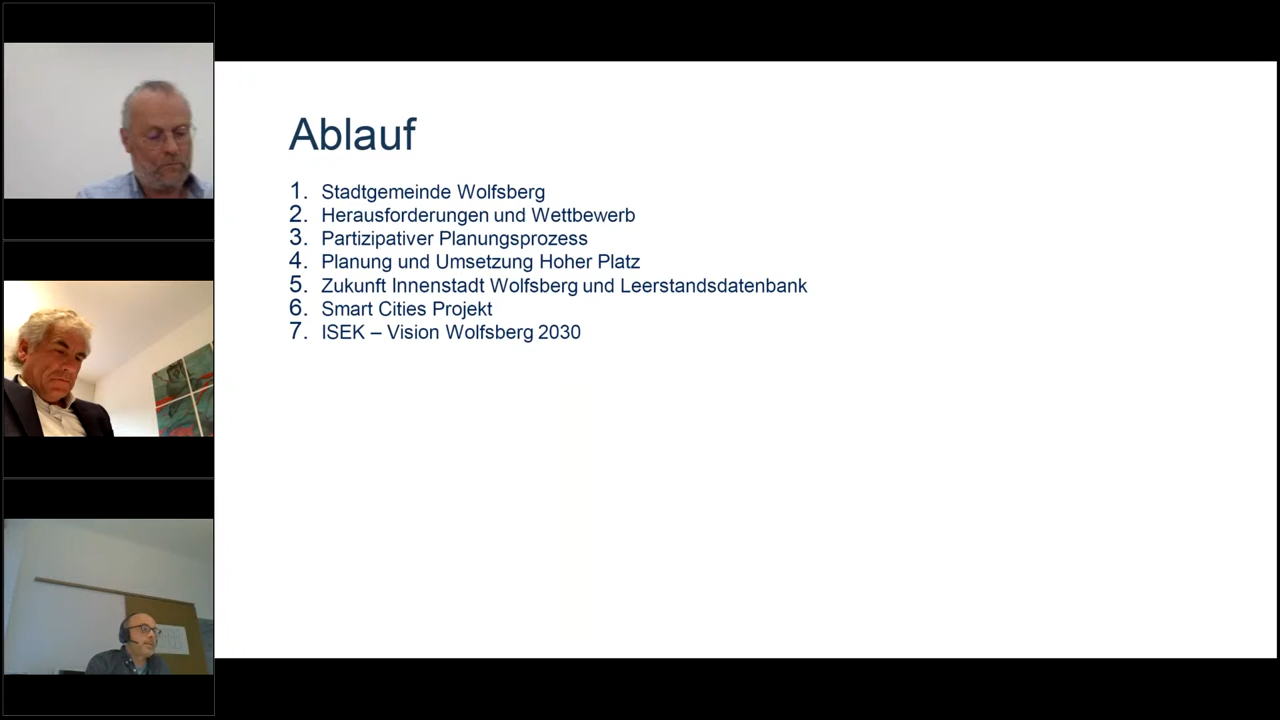 Ablauf
1. Stadtgemeinde Wolfsberg
2. Herausforderungen und Wettbewerb
3. Partizipativer Planungsprozess
4. Planung und Umsetzung Hoher Platz
5. Zukunft Innenstadt Wolfsberg und Leerstandsdatenbank
6. Smart Cities Projekt
7. ISEK – Vision Wolfsberg 2030